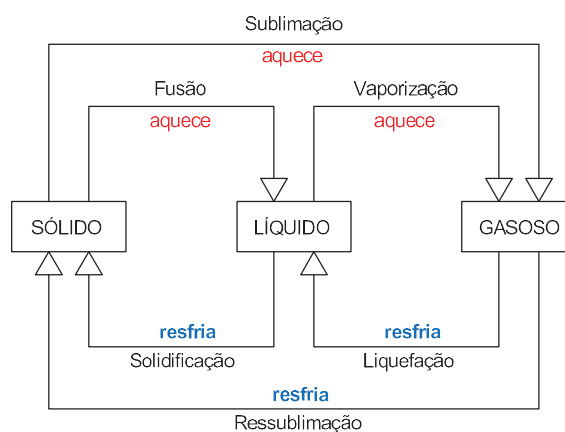 Sublimação
aquece
Fusão
aquece
Vaporização
aquece
SÓLIDO
LÍQUIDO
GASOSO
resfria
Solidificação
resfria
Liquefação
resfria
Ressublimação